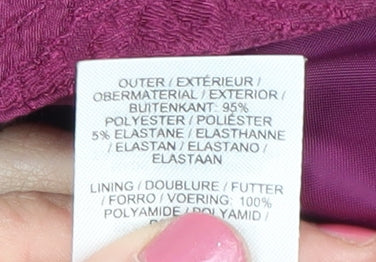 OUTER / EXTÉRIEUR /
OBERMATERIAL / EXTERIOR /
BUITENKANT: 95%
POLYESTER / POLIÉSTER
5% ELASTANE / ELASTHANNE
/ ELASTAN / ELASTANO /
ELASTAAN
LINING / DOUBLURE / FUTTER
/ FORRO / VOERING: 100%
POLYAMIDE / POLYAMID /